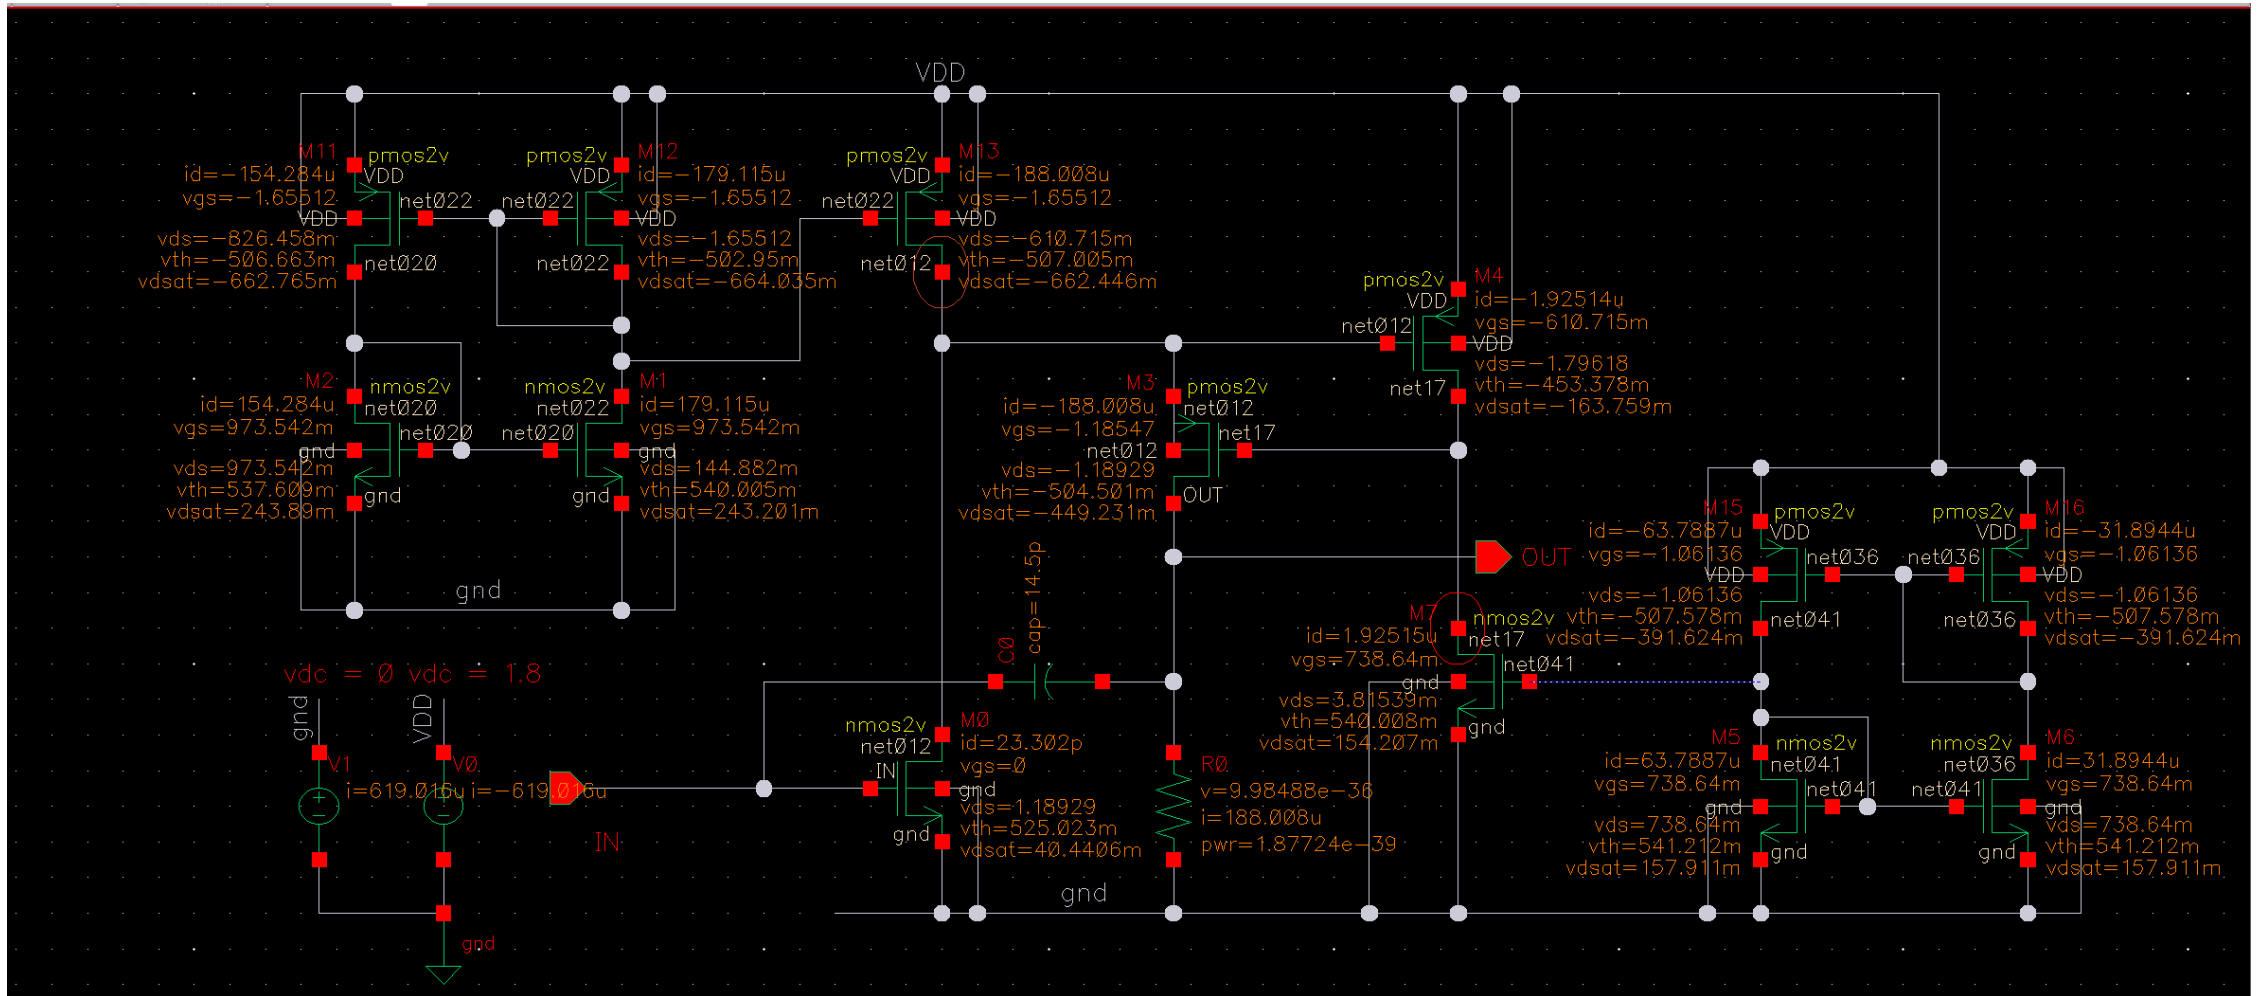 VDD
M11
pmos2v
id=-154.284u
VDD
vgs=-1.65512
net022
VDD
vds=-826.458m
vth=-506.663m
net020
vdsat=-662.765m
pmos2v
M12
VDD
id=-179.115u
net022
vgs=-1.65512
VDD
vds=-1.65512
net022
vth=-502.95m
vdsat=-664.035m
pmos2v
M13
VDD
id=-188.008u
net022
vgs=-1.65512
VDD
vds=-610.715m
net012
vth=-507.005m
vdsat=-662.446m
pmos2v
M4
VDD
id=-1.92514u
net012
vgs=-610.715m
VDD
vds=-1.79618
net17
vth=-453.378m
vdsat=-163.759m
M2
nmos2v
id=154.284u
net020
vgs=973.542m
net020
gnd
vds=973.542m
vth=537.609m
gnd
vdsat=243.89m
nmos2v
M1
net022
id=179.115u
net020
vgs=973.542m
gnd
vds=144.882m
gnd
vth=540.005m
vdsat=243.201m
gnd
M3
pmos2v
id=-188.008u
net012
vgs=-1.18547
net17
net012
vds=-1.18929
vth=-504.501m
OUT
vdsat=-449.231m
OUT
M15
pmos2v
id=-63.7887u
VDD
vgs=-1.06136
net036
VDD
vds=-1.06136
vth=-507.578m
net041
vdsat=-391.624m
pmos2v
M16
VDD
id=-31.8944u
net036
vgs=-1.06136
VDD
vds=-1.06136
net036
vth=-507.578m
vdsat=-391.624m
C0
cap=14.5p
M7
nmos2v
id=1.92515u
net17
vgs=738.64m
net041
gnd
vds=3.81539m
vth=540.008m
gnd
vdsat=154.207m
vdc = 0
vdc = 1.8
gnd
VDD
V1
i=619.016u
V0
i=-619.016u
gnd
IN
nmos2v
M0
net012
id=23.302p
IN
vgs=0
gnd
vds=1.18929
gnd
vth=525.023m
vdsat=40.4406m
R0
v=9.98488e-36
i=188.008u
pwr=1.87724e-39
gnd
M5
nmos2v
id=63.7887u
net041
vgs=738.64m
net041
gnd
vds=738.64m
vth=541.212m
gnd
vdsat=157.911m
nmos2v
M6
net036
id=31.8944u
net041
vgs=738.64m
gnd
vds=738.64m
gnd
vth=541.212m
vdsat=157.911m